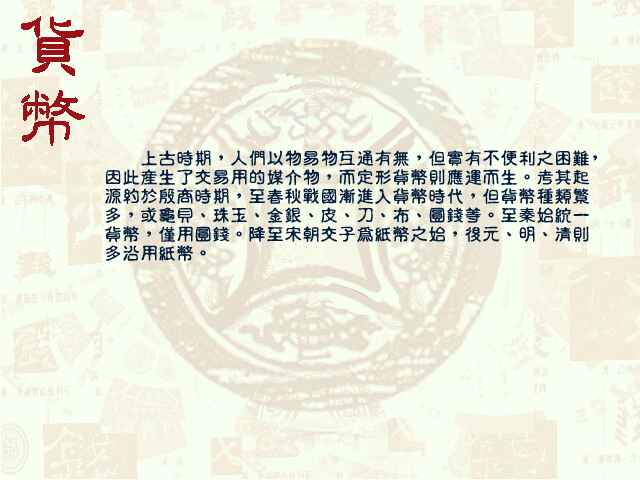 貨幣
上古時期，人們以物易物互通有無，但實有不便利之困難，
因此產生了交易用的媒介物，而定形貨幣則應運而生。考其起
源約於殷商時期，至春秋戰國漸進入貨幣時代，但貨幣種類繁
多，或龜貝、珠玉、金銀、皮、刀、布、圜錢等。至秦始統一
貨幣，僅用圜錢。降至宋朝交子為紙幣之始，後元、明、清則
多沿用紙幣。